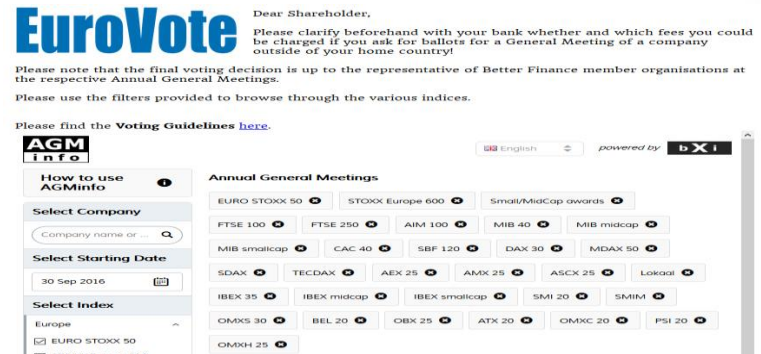 EuroVote
Dear Shareholder,
Please clarify beforehand with your bank whether and which fees you could
be charged if you ask for ballots for a General Meeting of a company
outside of your home country!
Please note that the final voting decision is up to the representative of Better Finance member organisations at
the respective Annual General Meetings.
Please use the filters provided to browse through the various indices.
Please find the Voting Guidelines here.
AGM
info
English
powered by bXi
How to use
AGMinfo
Select Company
Company name or ...
Select Starting Date
30 Sep 2016
Select Index
Europe
EURO STOXX 50
Annual General Meetings
EURO STOXX 50 STOXX Europe 600 Small/MidCap awards
FTSE 100 FTSE 250 AIM 100 MIB 40 MIB midcap
MIB smallcap CAC 40 SBF 120 DAX 30 MDAX 50
SDAX TECDAX AEX 25 AMX 25 ASCX 25 Lokaal
IBEX 35 IBEX midcap IBEX smallcap SMI 20 SMIM
OMXS 30 BEL 20 OBX 25 ATX 20 OMXC 20 PSI 20
OMXH 25